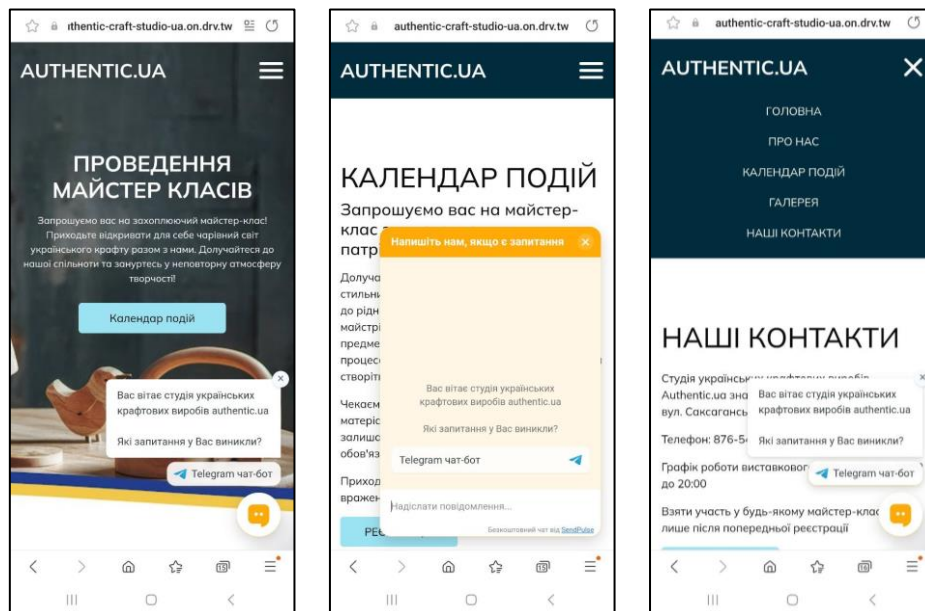 thentic-craft-studio-ua.on.drv.tw
AUTHENTIC.UA
ПРОВЕДЕННЯ
МАЙСТЕР КЛАСІВ
Запрошуємо вас на захоплюючий майстер-клас!
Приходьте відкривати для себе чарівний світ
українського крафту разом з нами. Долучайтеся до
нашої спільноти та зануртесь у неповторну атмосферу
творчості!
Календар подій
Вас вітає студія українських
крафтових виробів authentic.ua
Які запитання у Вас виникли?
Telegram чат-бот
authentic-craft-studio-ua.on.drv.tw
AUTHENTIC.UA
КАЛЕНДАР ПОДІЙ
Запрошуємо вас на майстер-
клас
патр
Напишіть нам, якщо є запитання
Долуча
стильни
до рідн
майстрі
предме
процес
створіть
Вас вітає студія українських
крафтових виробів authentic.ua
Які запитання у Вас виникли?
Чекаєм
матеріс
залишо
обов'яз
Telegram чат-бот
Приход
вражен
Надіслати повідомлення...
РЕЄ
Безкоштовний чат від SendPulse
authentic-craft-studio-ua.on.drv.tw
AUTHENTIC.UA
ГОЛОВНА
ПРО НАС
КАЛЕНДАР ПОДІЙ
ГАЛЕРЕЯ
НАШІ КОНТАКТИ
НАШІ КОНТАКТИ
Студія українськ
Authentic.ua зна
вул. Саксагансь
Вас вітає студія українських
крафтових виробів authentic.ua
Телефон: 876-5
Які запитання у Вас виникли?
Графік роботи виставковог
до 20:00
Telegram чат-бот
Взяти участь у будь-якому майстер-клас
лише після попередньої реєстрації